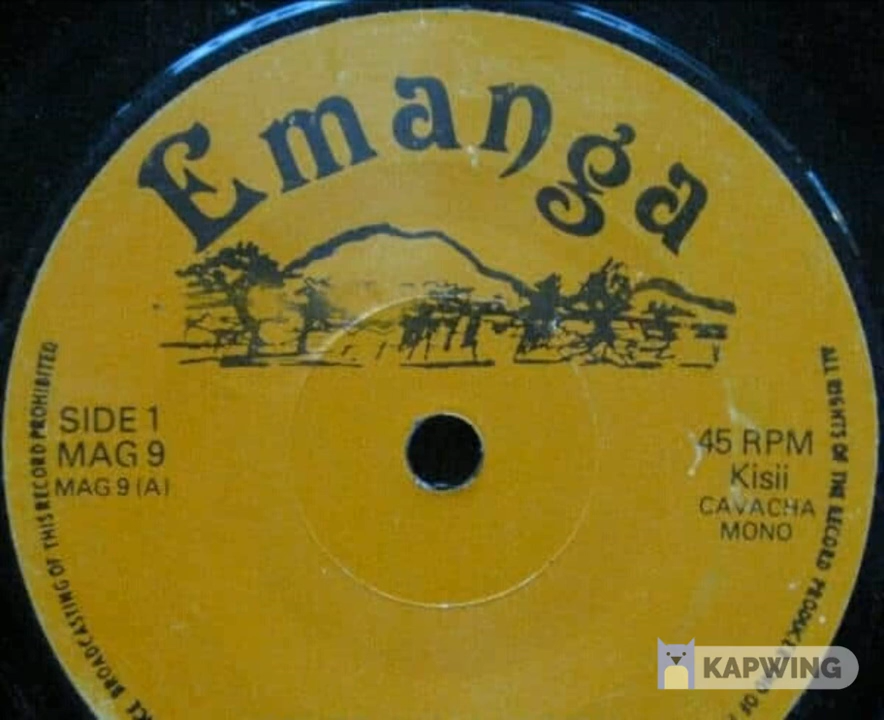 Emanga
SIDE 1
MAG 9
MAG 9 (A)
45 RPM
Kisii
CAVACHA
MONO
BROADCASTING OF THIS RECORD PROHIBITED
ALL RIGHTS OF THE RECORD
KAPWING